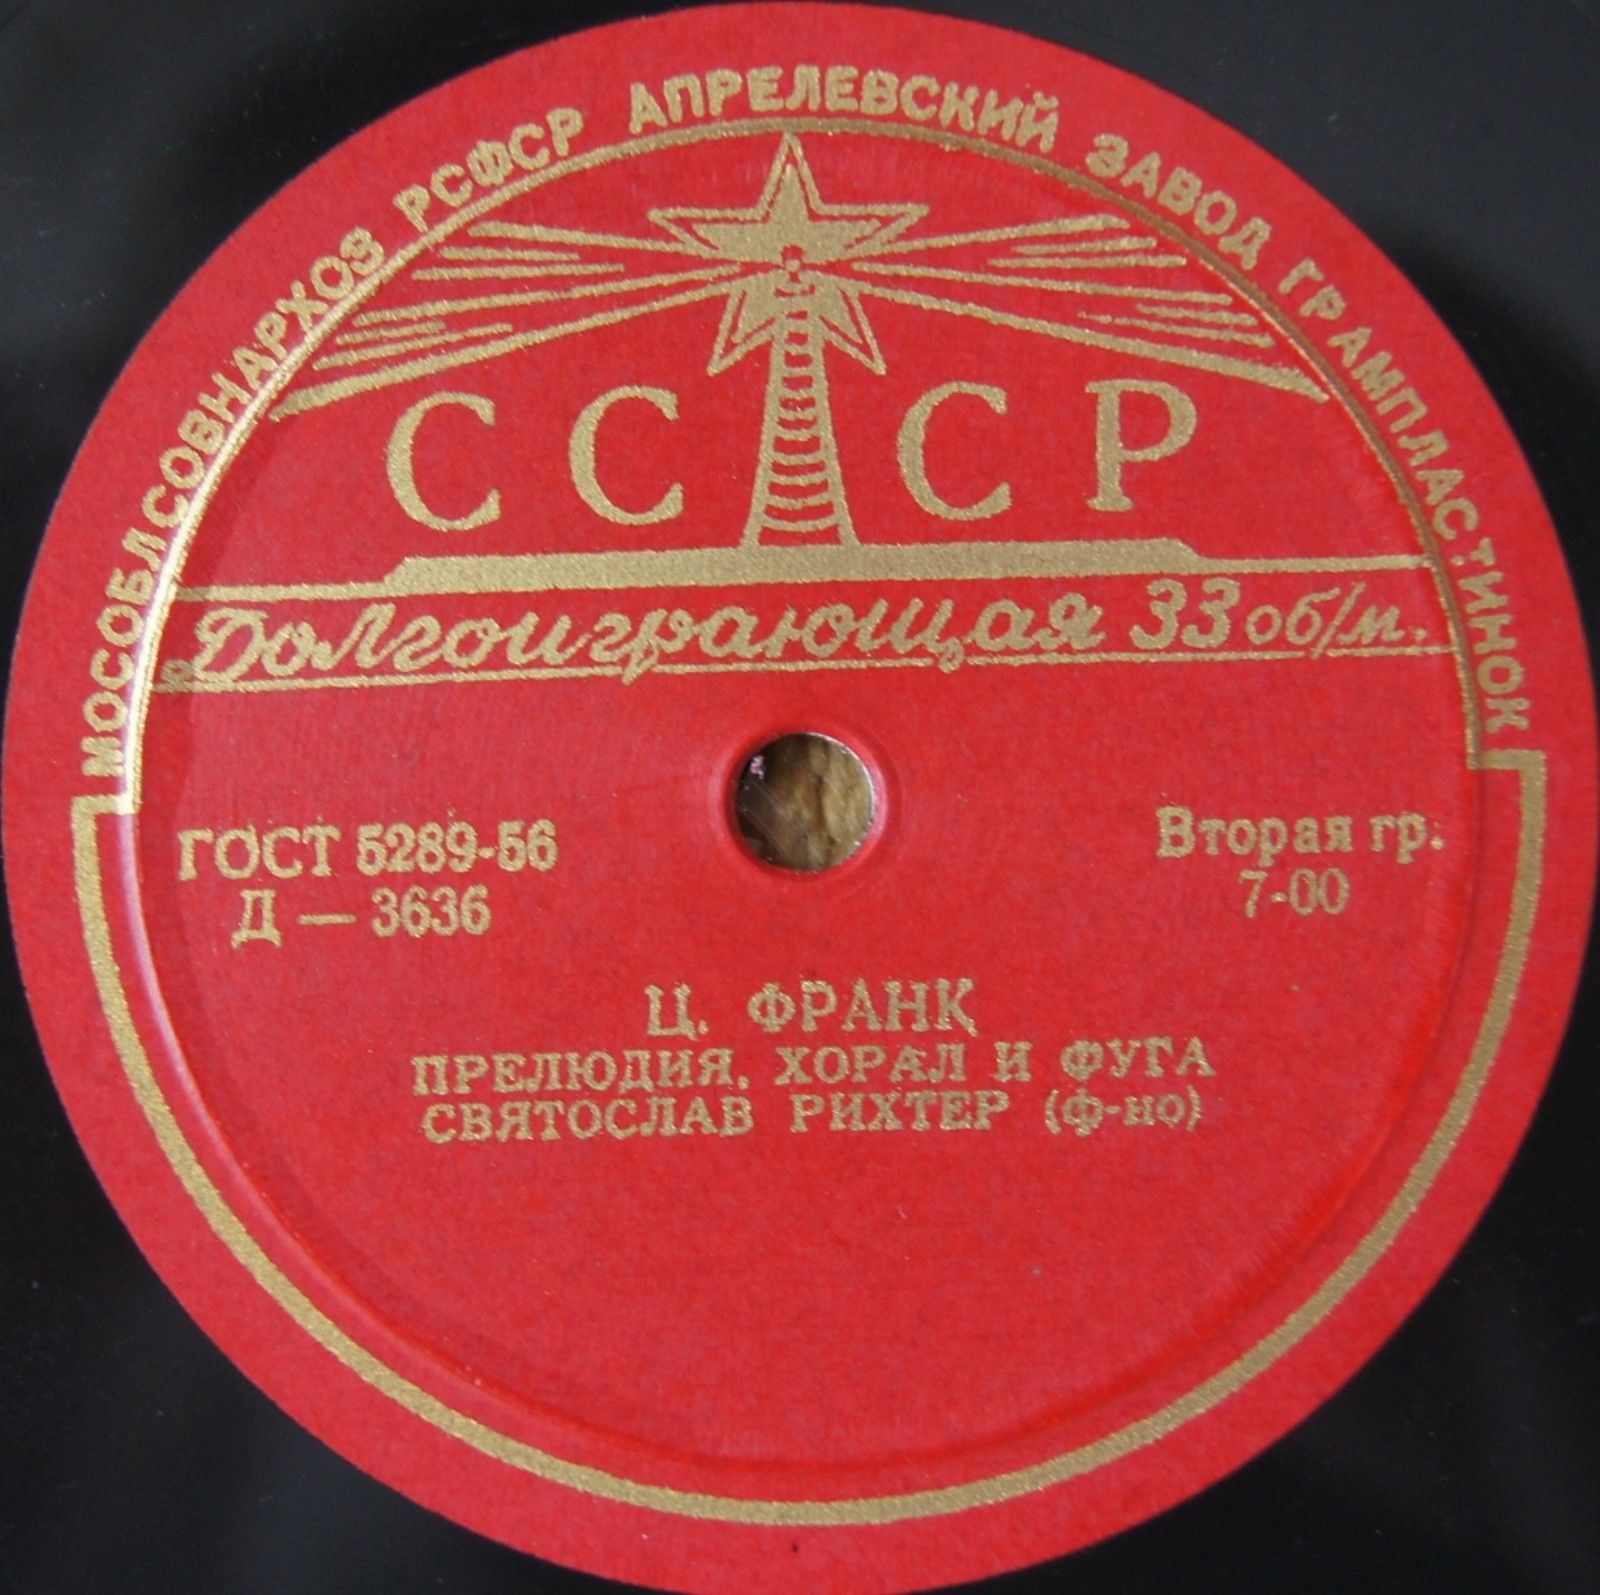 МОСОБЛСОВНАРХОЗ РСФСР АПРЕЛЕВСКИЙ ЗАВОД ГРАМПЛАСТИНОК
СССР
Долгоиграющая 33 об/м.
ГОСТ 5289-56
Д — 3636
Вторая гр.
7-00
Ц. ФРАНК
ПРЕЛЮДИЯ, ХОРАЛ И ФУГА
СВЯТОСЛАВ РИХТЕР (ф-но)